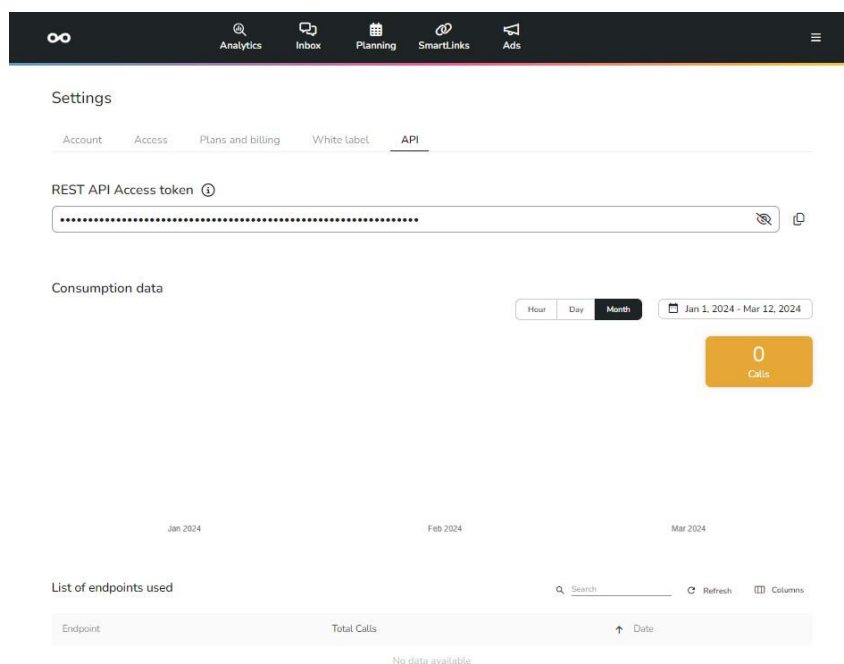 Analytics Inbox Planning SmartLinks Ads
Settings
Account Access Plans and billing White label API
REST API Access token
••••••••••••••••••••••••••••••••••••••••••••••••••••••••••••••••
Consumption data
Hour Day Month Jan 1, 2024 - Mar 12, 2024
0
Calls
Jan 2024 Feb 2024 Mar 2024
List of endpoints used Search Refresh Columns
Endpoint Total Calls Date
No data available